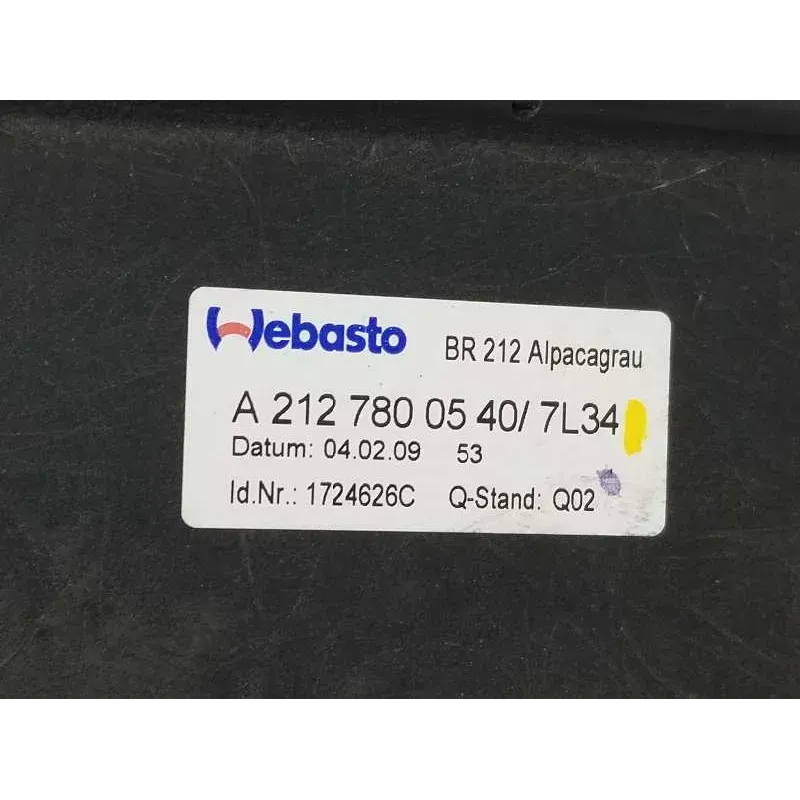 Webasto BR 212 Alpacagrau
A 212 780 05 40/ 7L34
Datum: 04.02.09 53
Id.Nr.: 1724626C Q-Stand: Q02